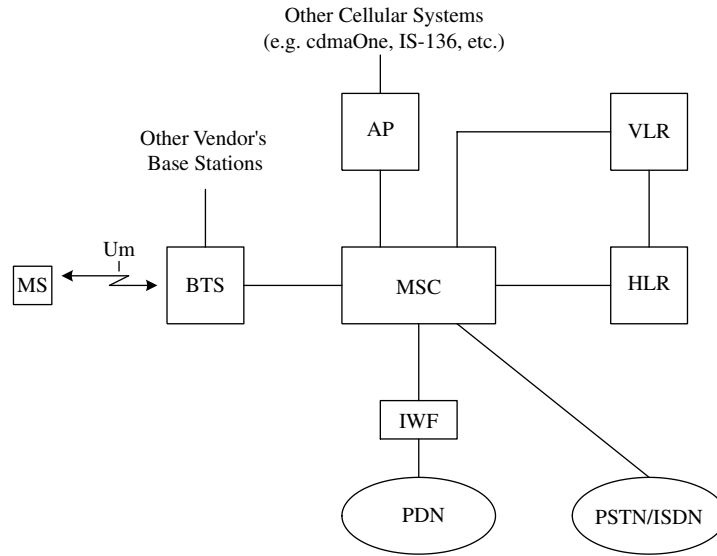 Other Cellular Systems
(e.g. cdmaOne, IS-136, etc.)
AP
VLR
Other Vendor's
Base Stations
Um
MS
BTS
MSC
HLR
IWF
PDN
PSTN/ISDN